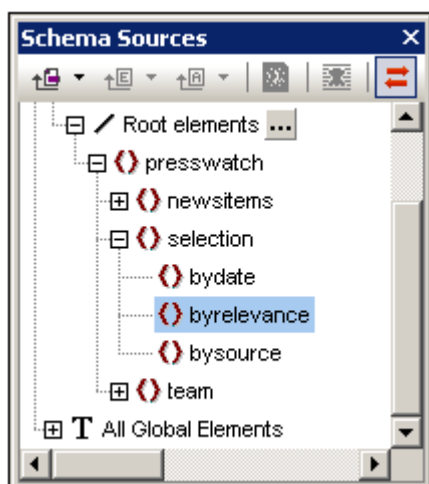 Schema Sources
Root elements ...
presswatch
newsitems
selection
bydate
byrelevance
bysource
team
T All Global Elements